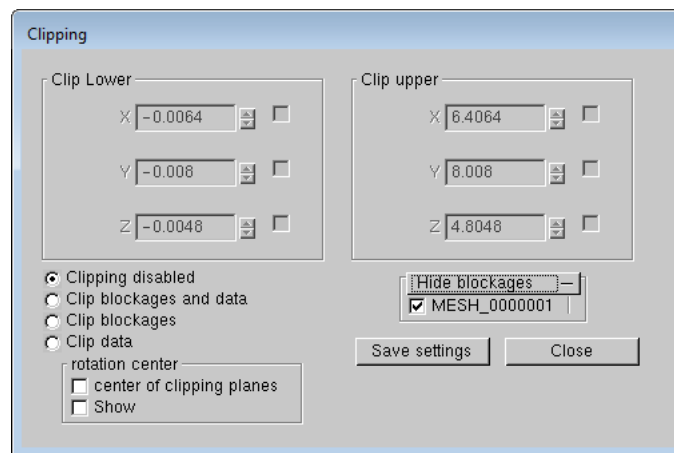 Clipping
Clip Lower
X -0.0064
Y -0.008
Z -0.0048
Clip upper
X 6.4064
Y 8.008
Z 4.8048
Clipping disabled
Clip blockages and data
Clip blockages
Clip data
rotation center
center of clipping planes
Show
Hide blockages
MESH_0000001
Save settings
Close